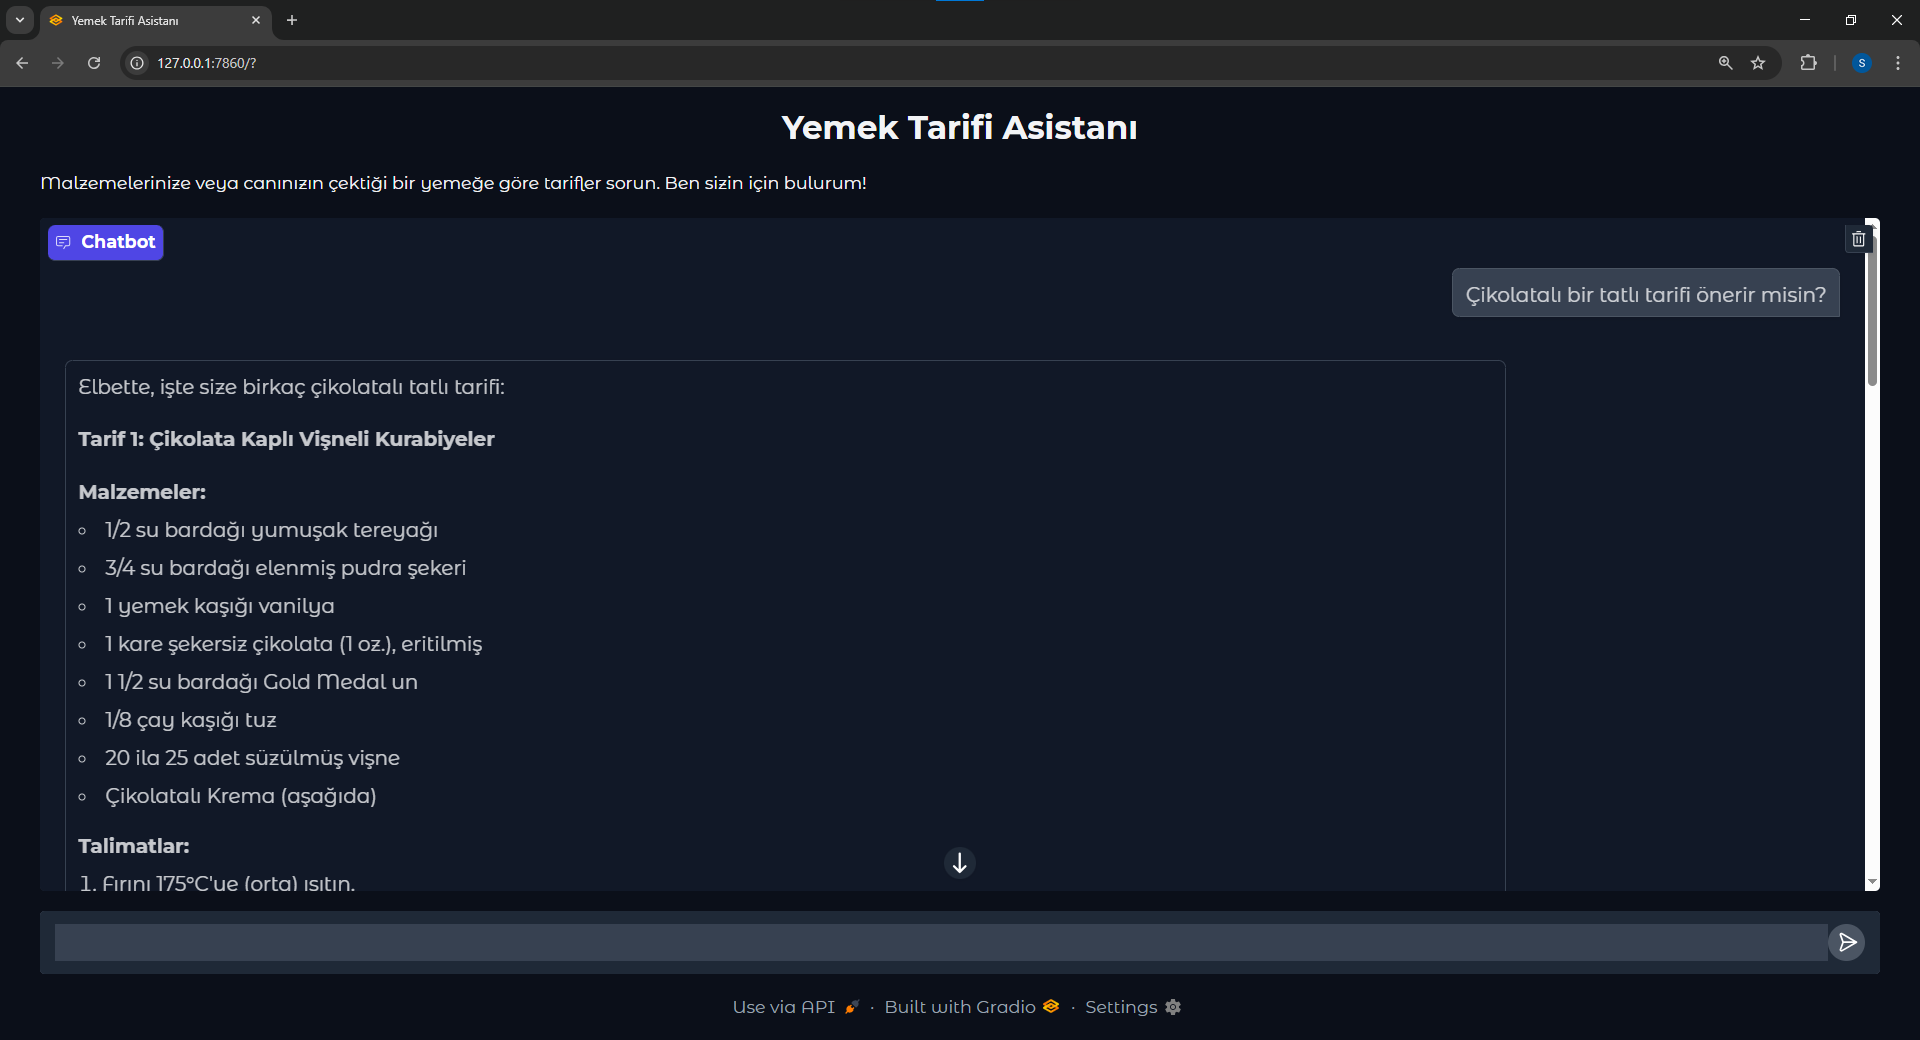 Yemek Tarifi Asistanı
127.0.0.1:7860/?
S
Yemek Tarifi Asistanı
Malzemelerinize veya canınızın çektiği bir yemeğe göre tarifler sorun. Ben sizin için bulurum!
Chatbot
Çikolatalı bir tatlı tarifi önerir misin?
Elbette, işte size birkaç çikolatalı tatlı tarifi:
Tarif 1: Çikolata Kaplı Vişneli Kurabiyeler
Malzemeler:
1/2 su bardağı yumuşak tereyağı
3/4 su bardağı elenmiş pudra şekeri
1 yemek kaşığı vanilya
1 kare şekersiz çikolata (1 oz.), eritilmiş
1 1/2 su bardağı Gold Medal un
1/8 çay kaşığı tuz
20 ila 25 adet süzülmüş vişne
Çikolatalı Krema (aşağıda)
Talimatlar:
1. Fırını 175°C'ye (orta) ısıtın.
Use via API · Built with Gradio · Settings